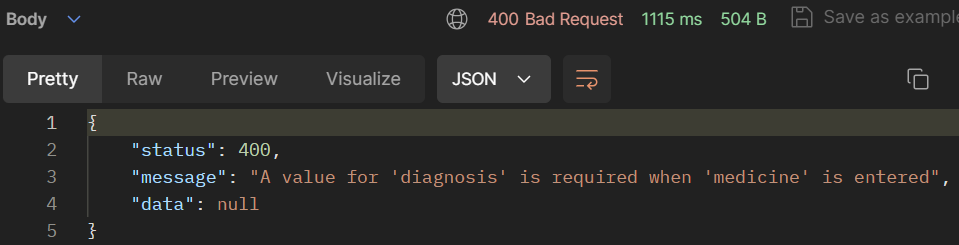 Body 400 Bad Request 1115 ms 504 B Save as example
Pretty Raw Preview Visualize JSON
1 {
2 "status": 400,
3 "message": "A value for 'diagnosis' is required when 'medicine' is entered",
4 "data": null
5 }